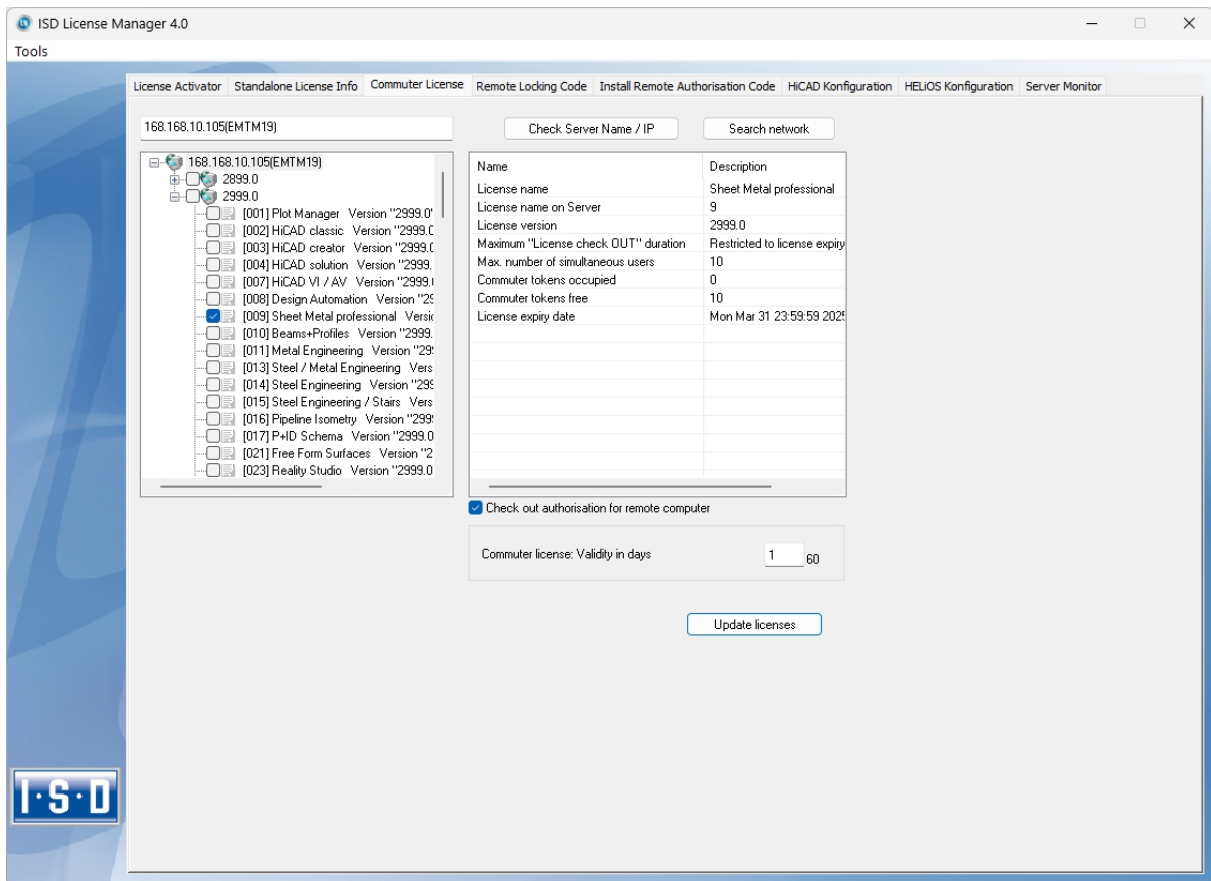 ISD License Manager 4.0
Tools
License Activator Standalone License Info Commuter License Remote Locking Code Install Remote Authorisation Code HiCAD Konfiguration HELiOS Konfiguration Server Monitor
168.168.10.105(EMTM19)
Check Server Name / IP
Search network
168.168.10.105(EMTM19)
2899.0
2999.0
[001] Plot Manager Version "2999.0"
[002] HiCAD classic Version "2999.0
[003] HiCAD creator Version "2999.0
[004] HiCAD solution Version "2999.
[007] HiCAD VI / AV Version "2999.
[008] Design Automation Version "29
[009] Sheet Metal professional Versio
[010] Beams+Profiles Version "2999.
[011] Metal Engineering Version "299
[013] Steel / Metal Engineering Vers
[014] Steel Engineering Version "299
[015] Steel Engineering / Stairs Vers
[016] Pipeline Isometry Version "299
[017] P+ID Schema Version "2999.0
[021] Free Form Surfaces Version "2
[023] Reality Studio Version "2999.0
Name Description
License name Sheet Metal professional
License name on Server 9
License version 2999.0
Maximum "License check OUT" duration Restricted to license expiry
Max. number of simultaneous users 10
Commuter tokens occupied 0
Commuter tokens free 10
License expiry date Mon Mar 31 23:59:59 2025
Check out authorisation for remote computer
Commuter license: Validity in days 1 60
Update licenses
I·S·D